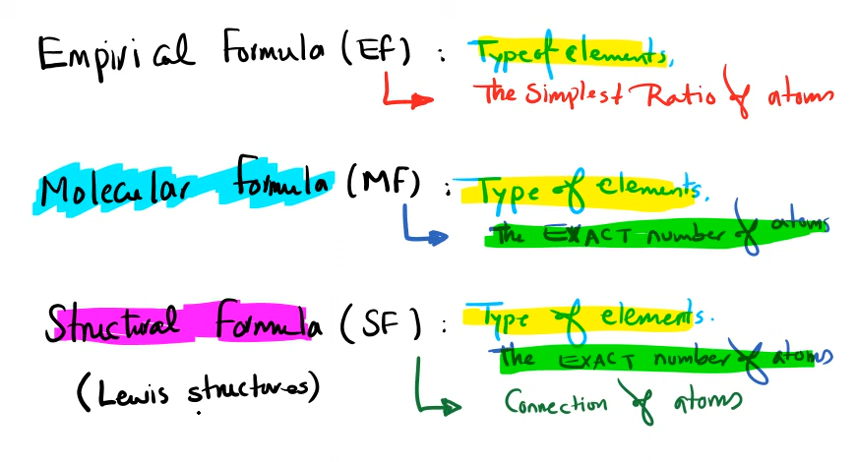 Empirical Formula (EF) : Type of elements,
The Simplest Ratio of atoms
Molecular Formula (MF) : Type of elements,
The EXACT number of atoms
Structural Formula (SF) : Type of elements.
The EXACT number of atoms
(Lewis structures) Connection of atoms